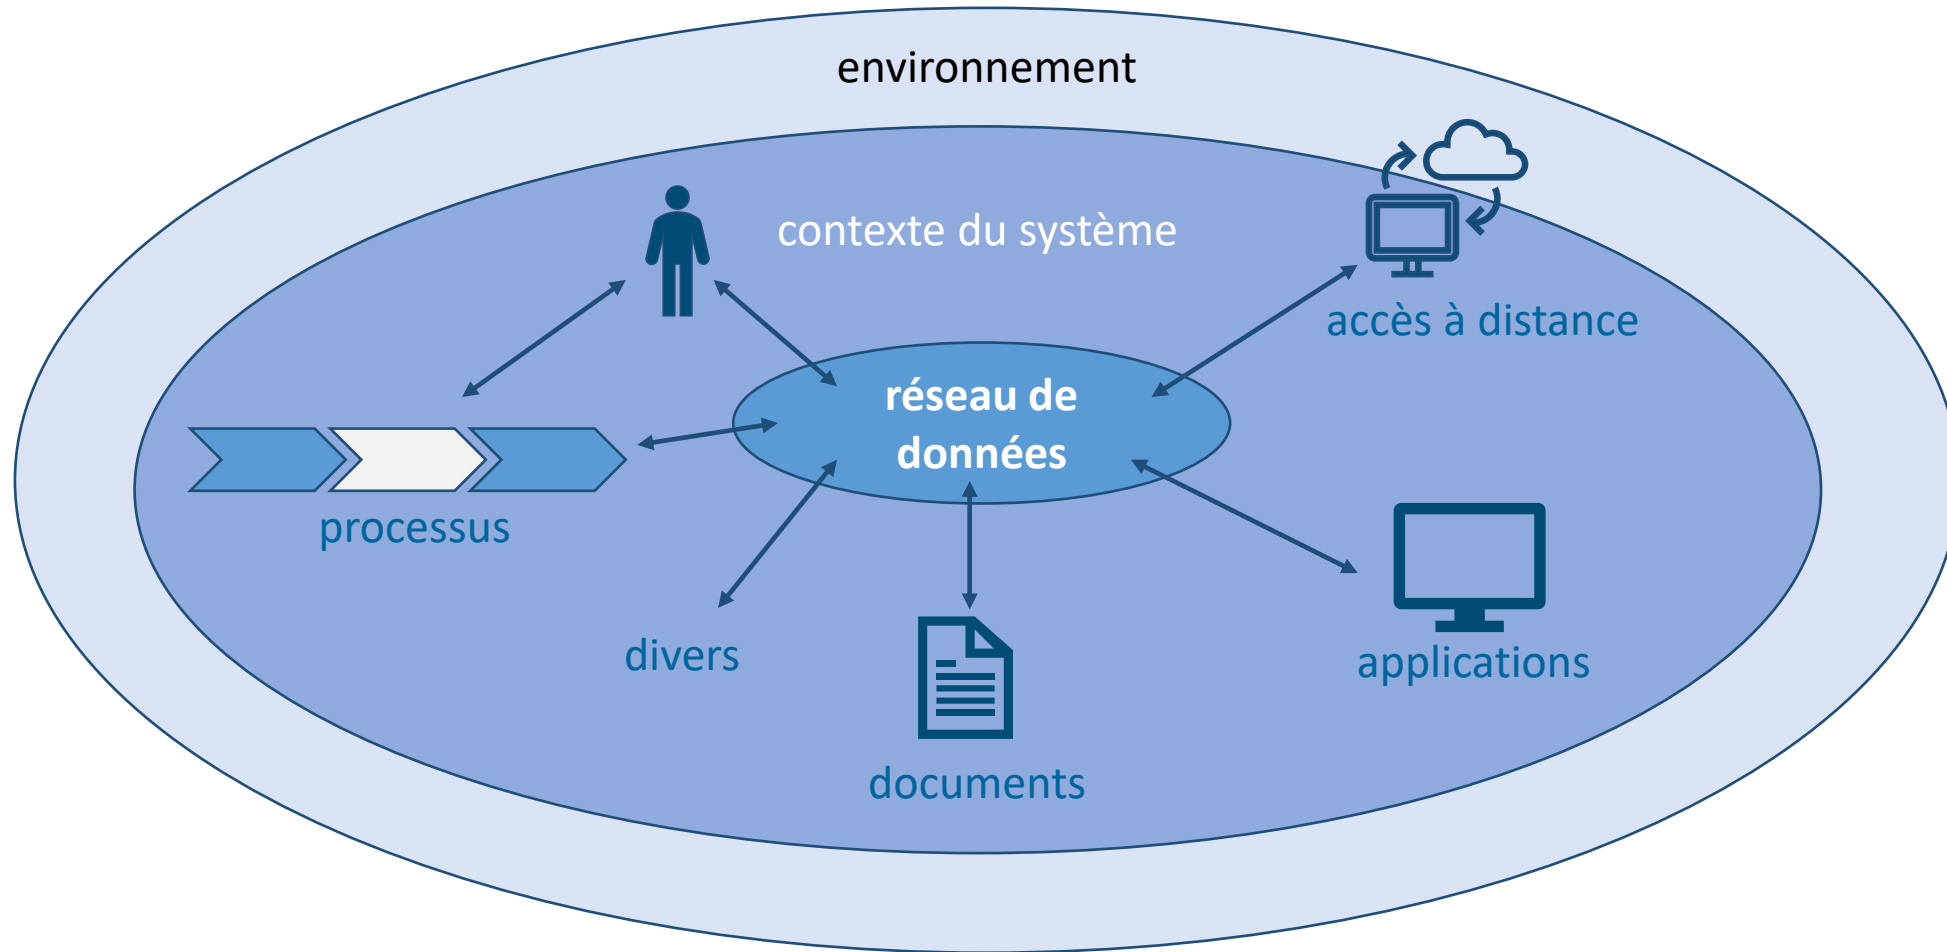 environnement
contexte du système
accès à distance
réseau de
données
processus
divers
applications
documents